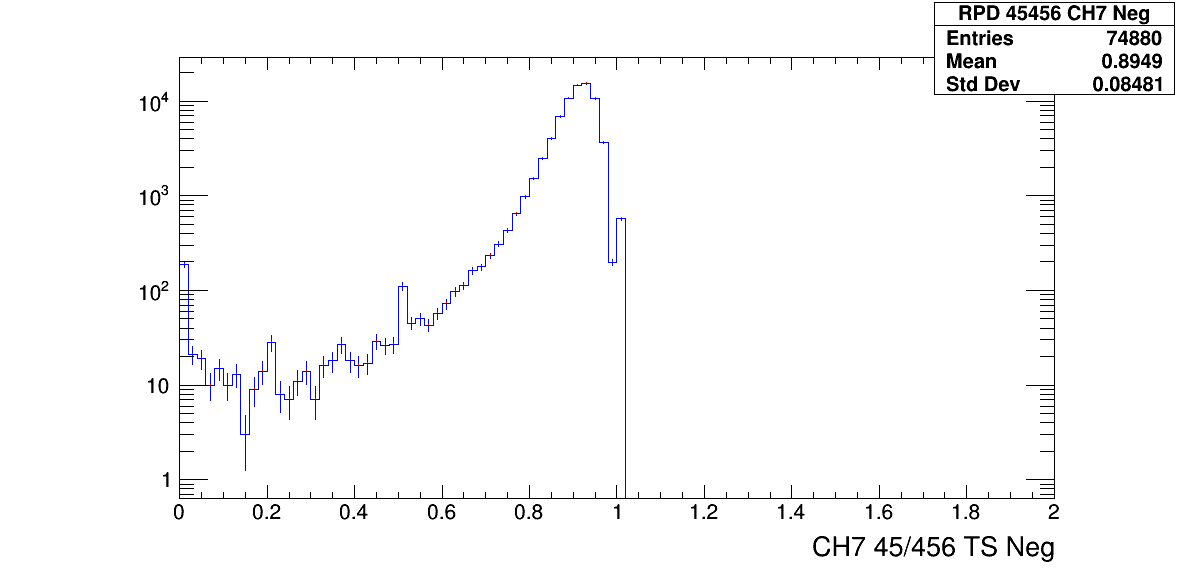 RPD 45456 CH7 Neg
Entries 74880
Mean 0.8949
Std Dev 0.08481
10^4
10^3
10^2
10
1
0 0.2 0.4 0.6 0.8 1 1.2 1.4 1.6 1.8 2
CH7 45/456 TS Neg